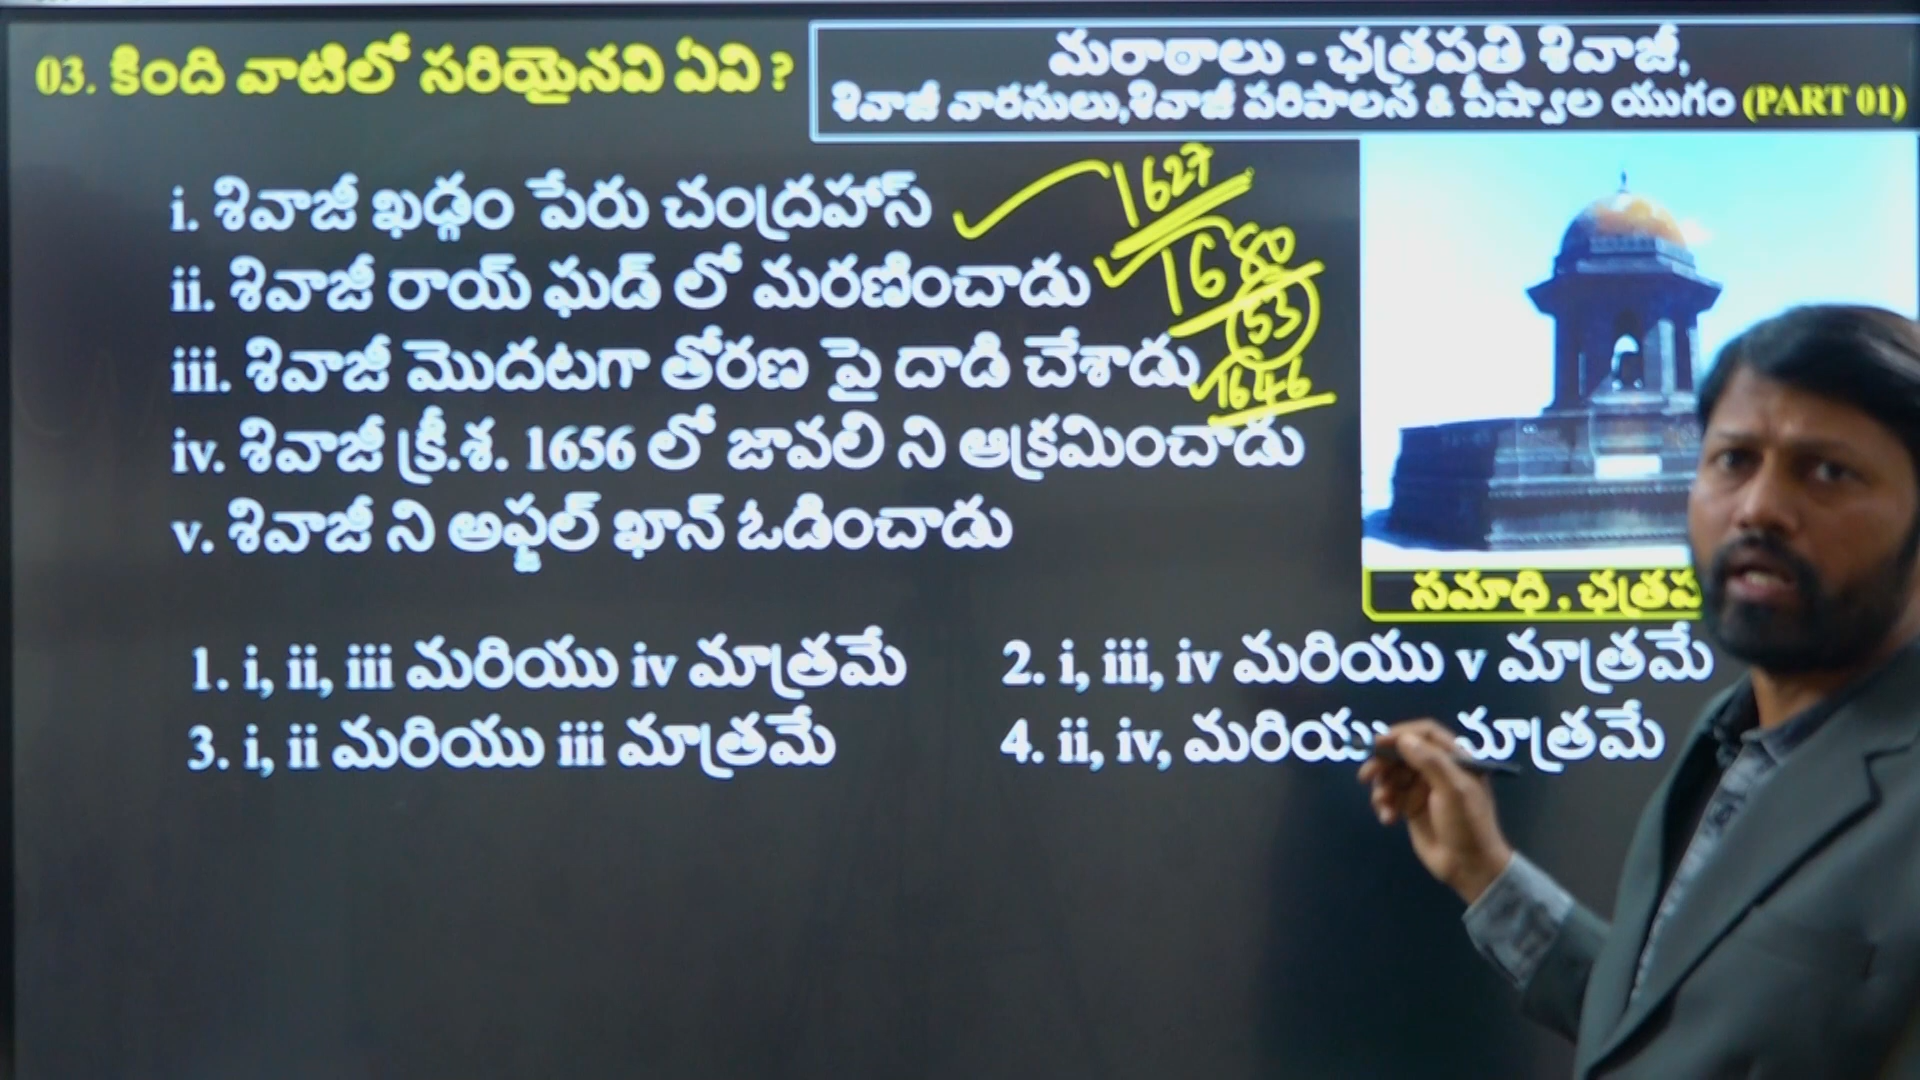 03. కింది వాటిలో సరియైనవి ఏవి ?
మరాఠాలు - ఛత్రపతి శివాజీ,
శివాజీ వారసులు,శివాజీ పరిపాలన & పీష్వాల యుగం (PART 01)
i. శివాజీ ఖడ్గం పేరు చంద్రహాస్
1627
ii. శివాజీ రాయ్ ఘడ్ లో మరణించాడు
1680
53
iii. శివాజీ మొదటగా తోరణ పై దాడి చేశాడు
1646
iv. శివాజీ క్రీ.శ. 1656 లో జావలి ని ఆక్రమించాడు
v. శివాజీ ని అఫ్జల్ ఖాన్ ఓడించాడు
సమాధి . ఛత్రప
1. i, ii, iii మరియు iv మాత్రమే
2. i, iii, iv మరియు v మాత్రమే
3. i, ii మరియు iii మాత్రమే
4. ii, iv, మరియు మాత్రమే